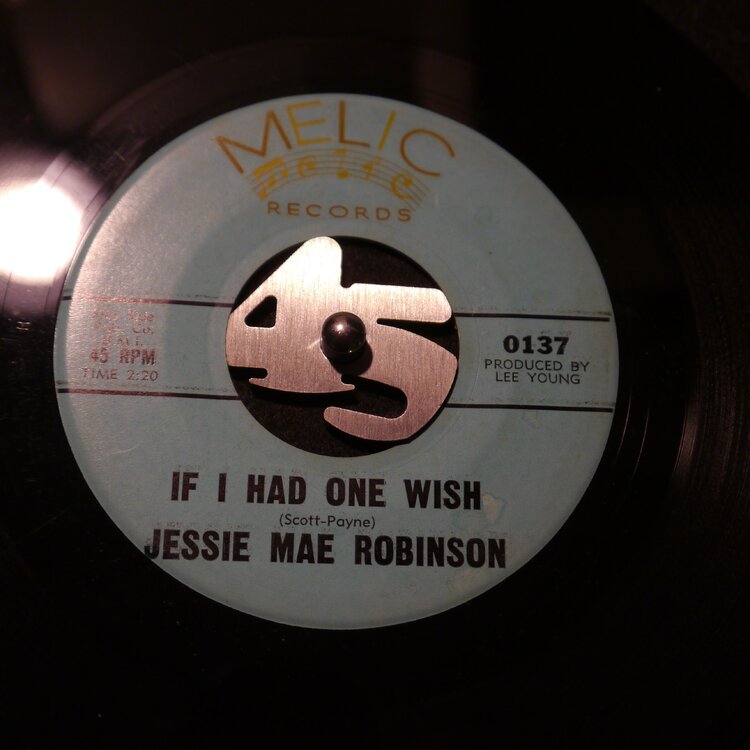 MELIC
RECORDS
45
45 RPM
TIME 2:20
0137
PRODUCED BY
LEE YOUNG
IF I HAD ONE WISH
(Scott-Payne)
JESSIE MAE ROBINSON